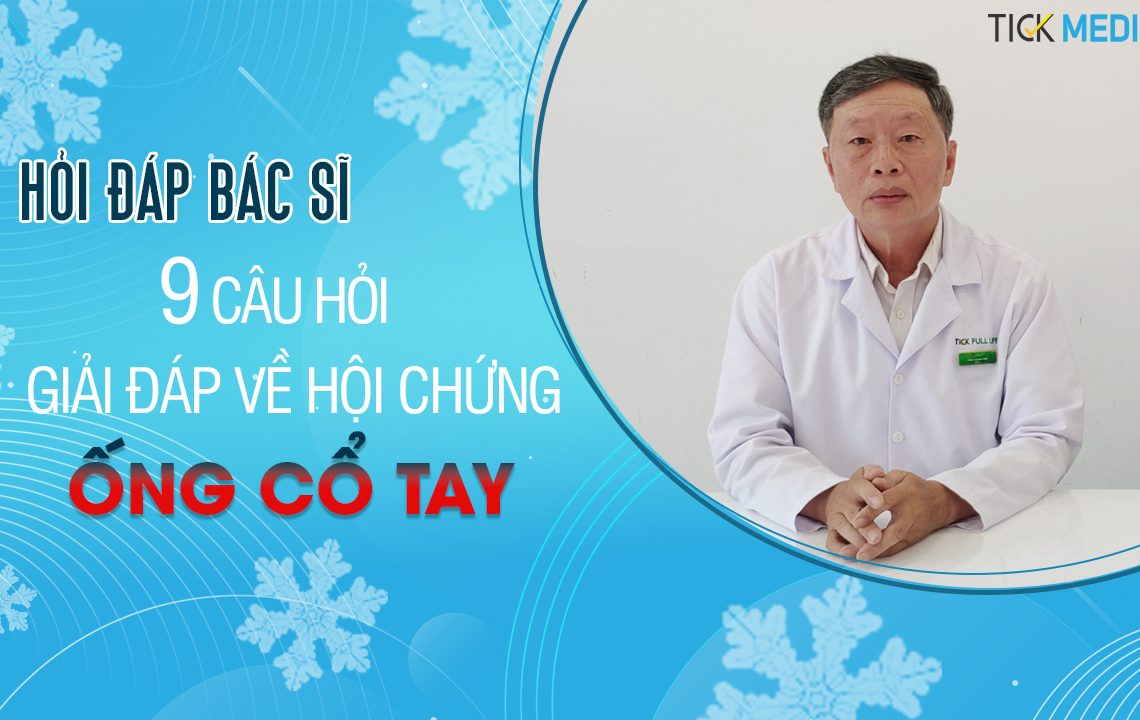 TICK MEDI
HỎI ĐÁP BÁC SĨ
9 CÂU HỎI
GIẢI ĐÁP VỀ HỘI CHỨNG
ỐNG CỔ TAY
TICK FULL LIF